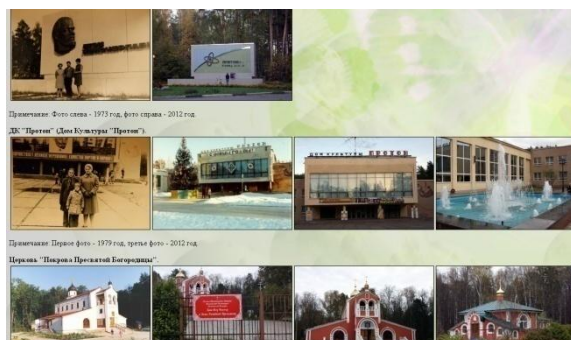 Примечание: Фото слева - 1973 год, фото справа - 2012 год.
ДК "Протон" (Дом Культуры "Протон").
ДОМ КУЛЬТУРЫ ПРОТОН
Примечание: Первое фото - 1979 год, третье фото - 2012 год.
Церковь "Покрова Пресвятой Богородицы".